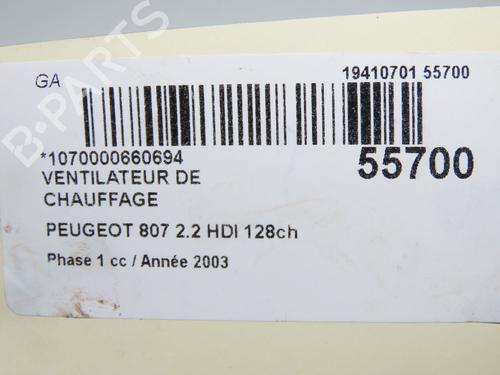 GA
19410701 55700
*1070000660694
55700
VENTILATEUR DE
CHAUFFAGE
PEUGEOT 807 2.2 HDI 128ch
Phase 1 cc / Année 2003
B-PARTS